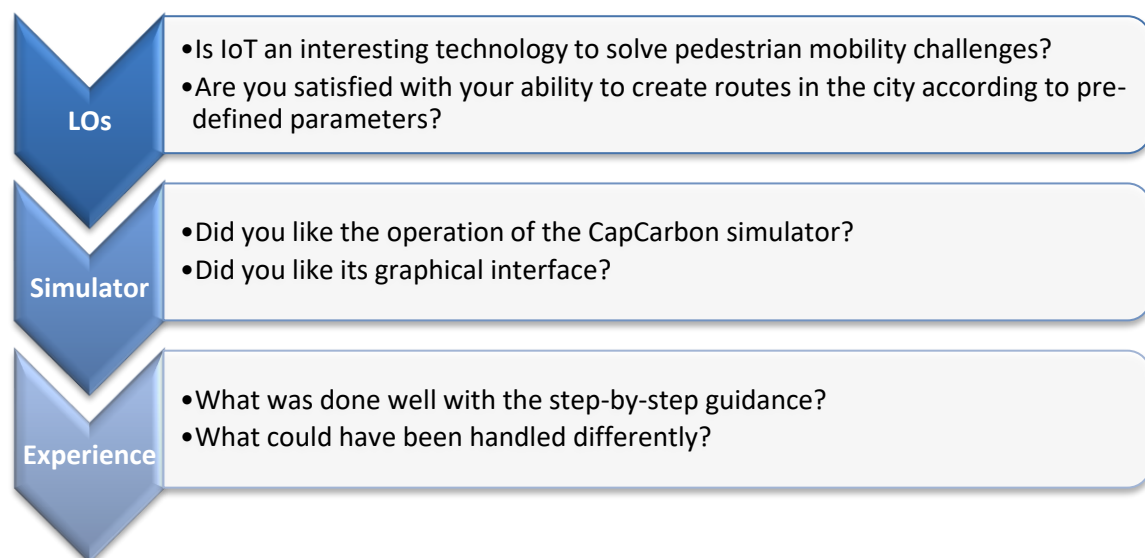 LOs
•Is IoT an interesting technology to solve pedestrian mobility challenges?
•Are you satisfied with your ability to create routes in the city according to pre-
defined parameters?
Simulator
•Did you like the operation of the CapCarbon simulator?
•Did you like its graphical interface?
Experience
•What was done well with the step-by-step guidance?
•What could have been handled differently?